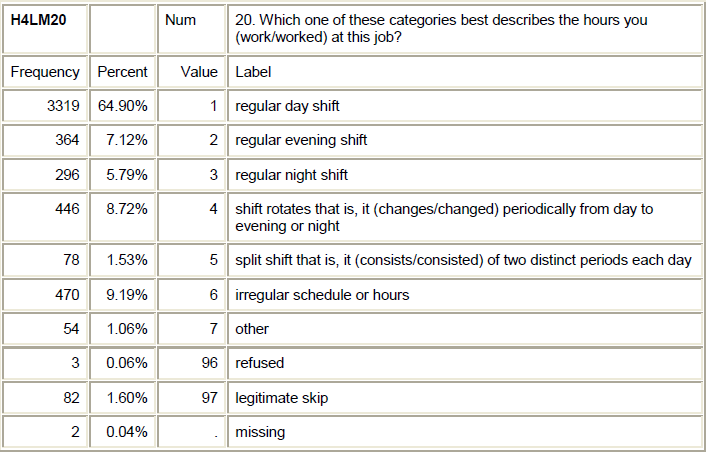 H4LM20 Num 20. Which one of these categories best describes the hours you
(work/worked) at this job?
Frequency Percent Value Label
3319 64.90% 1 regular day shift
364 7.12% 2 regular evening shift
296 5.79% 3 regular night shift
446 8.72% 4 shift rotates that is, it (changes/changed) periodically from day to
evening or night
78 1.53% 5 split shift that is, it (consists/consisted) of two distinct periods each day
470 9.19% 6 irregular schedule or hours
54 1.06% 7 other
3 0.06% 96 refused
82 1.60% 97 legitimate skip
2 0.04% . missing